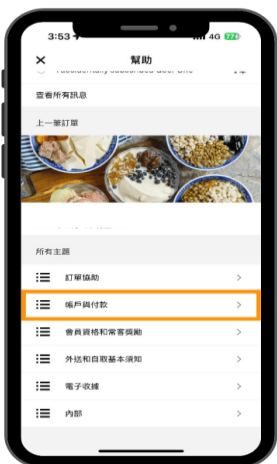 3:53
4G 77
幫助
查看所有訊息
上一筆訂單
所有主題
訂單協助
帳戶與付款
會員資格和常客獎勵
外送和自取基本須知
電子收據
內部